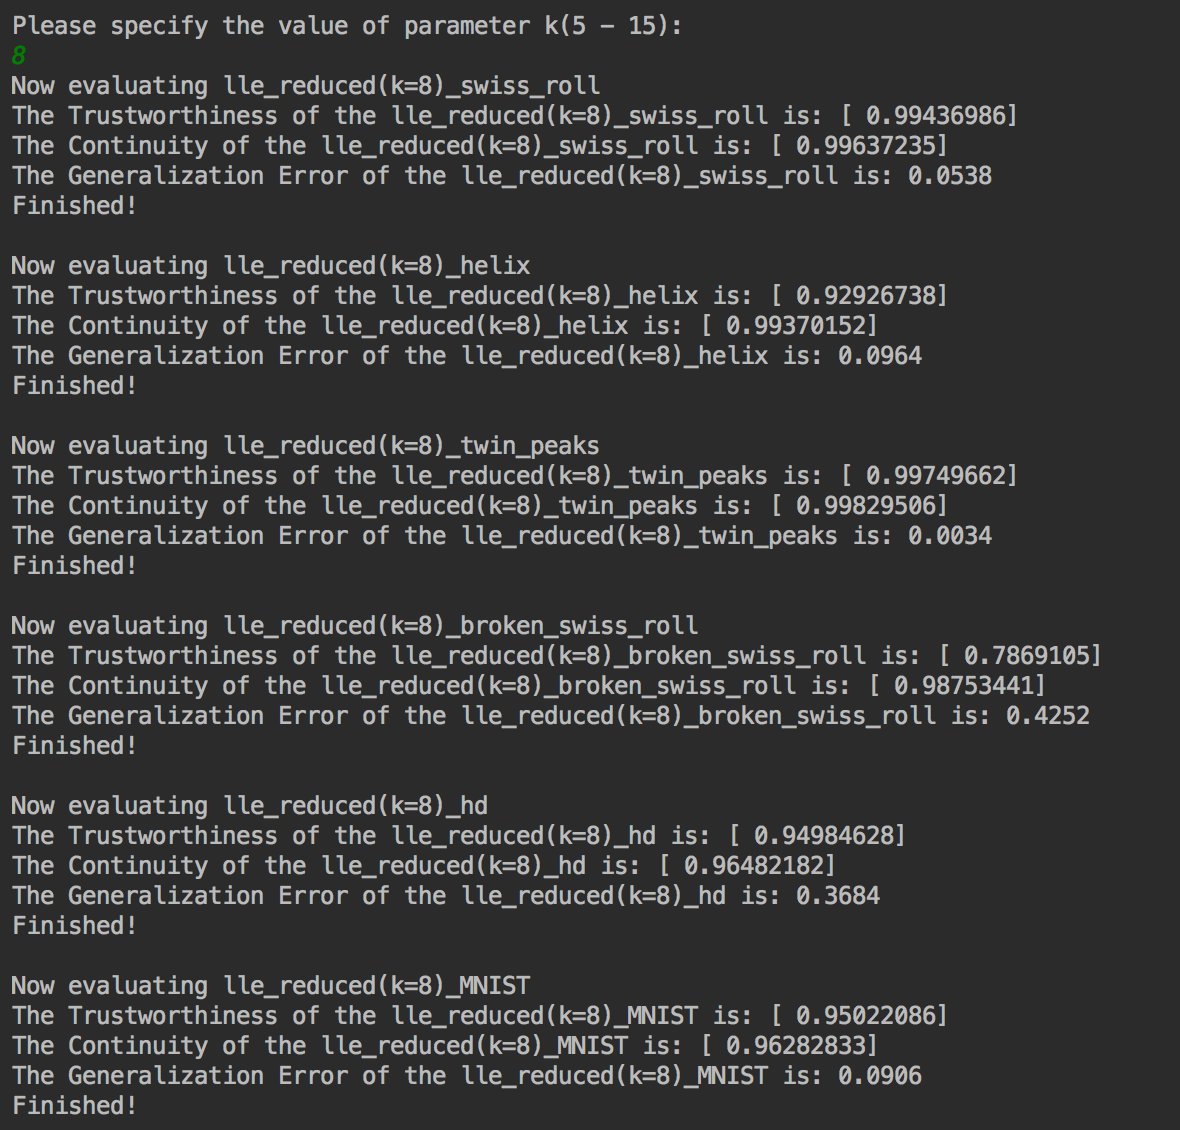 Please specify the value of parameter k(5 - 15):
8
Now evaluating lle_reduced(k=8)_swiss_roll
The Trustworthiness of the lle_reduced(k=8)_swiss_roll is: [ 0.99436986]
The Continuity of the lle_reduced(k=8)_swiss_roll is: [ 0.99637235]
The Generalization Error of the lle_reduced(k=8)_swiss_roll is: 0.0538
Finished!
Now evaluating lle_reduced(k=8)_helix
The Trustworthiness of the lle_reduced(k=8)_helix is: [ 0.92926738]
The Continuity of the lle_reduced(k=8)_helix is: [ 0.99370152]
The Generalization Error of the lle_reduced(k=8)_helix is: 0.0964
Finished!
Now evaluating lle_reduced(k=8)_twin_peaks
The Trustworthiness of the lle_reduced(k=8)_twin_peaks is: [ 0.99749662]
The Continuity of the lle_reduced(k=8)_twin_peaks is: [ 0.99829506]
The Generalization Error of the lle_reduced(k=8)_twin_peaks is: 0.0034
Finished!
Now evaluating lle_reduced(k=8)_broken_swiss_roll
The Trustworthiness of the lle_reduced(k=8)_broken_swiss_roll is: [ 0.7869105]
The Continuity of the lle_reduced(k=8)_broken_swiss_roll is: [ 0.98753441]
The Generalization Error of the lle_reduced(k=8)_broken_swiss_roll is: 0.4252
Finished!
Now evaluating lle_reduced(k=8)_hd
The Trustworthiness of the lle_reduced(k=8)_hd is: [ 0.94984628]
The Continuity of the lle_reduced(k=8)_hd is: [ 0.96482182]
The Generalization Error of the lle_reduced(k=8)_hd is: 0.3684
Finished!
Now evaluating lle_reduced(k=8)_MNIST
The Trustworthiness of the lle_reduced(k=8)_MNIST is: [ 0.95022086]
The Continuity of the lle_reduced(k=8)_MNIST is: [ 0.96282833]
The Generalization Error of the lle_reduced(k=8)_MNIST is: 0.0906
Finished!